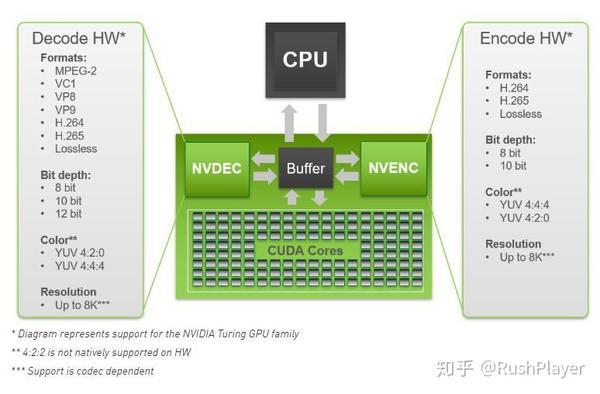 Decode HW*
Formats:
• MPEG-2
• VC1
• VP8
• VP9
• H.264
• H.265
• Lossless
Bit depth:
• 8 bit
• 10 bit
• 12 bit
Color**
• YUV 4:2:0
• YUV 4:4:4
Resolution
• Up to 8K***
CPU
NVDEC
Buffer
NVENC
CUDA Cores
Encode HW*
Formats:
• H.264
• H.265
• Lossless
Bit depth:
• 8 bit
• 10 bit
Color**
• YUV 4:4:4
• YUV 4:2:0
Resolution
• Up to 8K***
* Diagram represents support for the NVIDIA Turing GPU family
** 4:2:2 is not natively supported on HW
*** Support is codec dependent
知乎 @RushPlayer